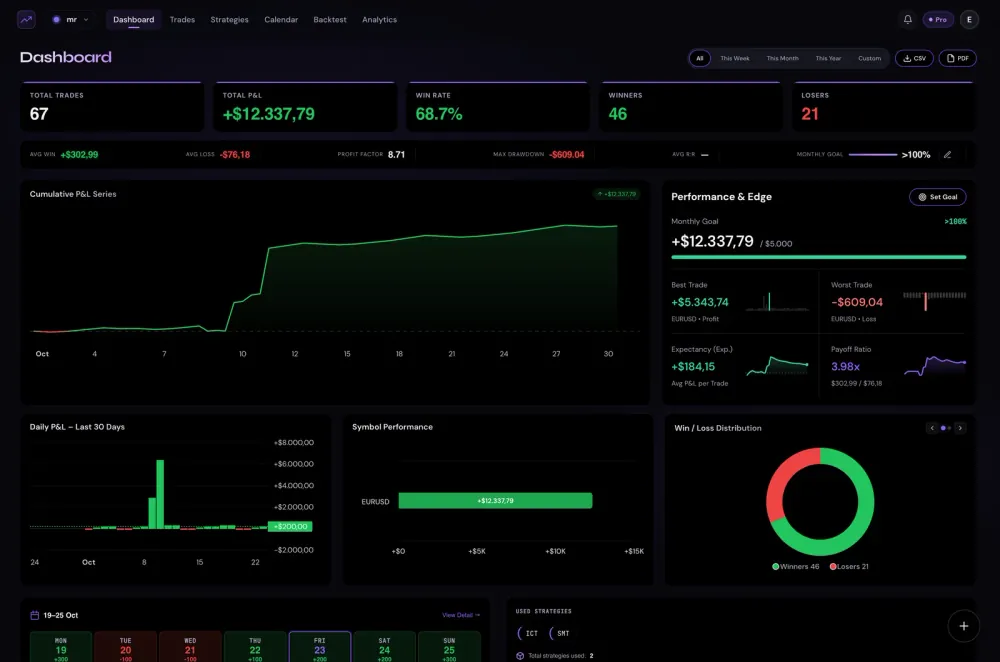 mr
Dashboard Trades Strategies Calendar Backtest Analytics
Pro E
Dashboard
All This Week This Month This Year Custom CSV PDF
TOTAL TRADES
67
TOTAL P&L
+$12.337,79
WIN RATE
68.7%
WINNERS
46
LOSERS
21
AVG WIN +$302,99
AVG LOSS -$76,18
PROFIT FACTOR 8.71
MAX DRAWDOWN -$609.04
AVG R:R —
MONTHLY GOAL >100%
Cumulative P&L Series
↑ +$12.337,79
Oct 4 7 10 12 15 18 21 24 27 30
Performance & Edge
Set Goal
Monthly Goal >100%
+$12.337,79 / $5.000
Best Trade
+$5.343,74
EURUSD • Profit
Worst Trade
-$609,04
EURUSD • Loss
Expectancy (Exp.)
+$184,15
Avg P&L per Trade
Payoff Ratio
3.98x
$302,99 / $76,18
Daily P&L – Last 30 Days
+$8.000,00
+$6.000,00
+$4.000,00
+$2.000,00
+$200,00
-$2.000,00
24 Oct 8 15 22
Symbol Performance
EURUSD +$12.337,79
+$0 +$5K +$10K +$15K
Win / Loss Distribution
Winners 46 Losers 21
19–25 Oct
View Detail →
MON TUE WED THU FRI SAT SUN
19 20 21 22 23 24 25
+300 -100 -100 +100 +200 +200 +300
USED STRATEGIES
ICT SMT
Total strategies used: 2
+